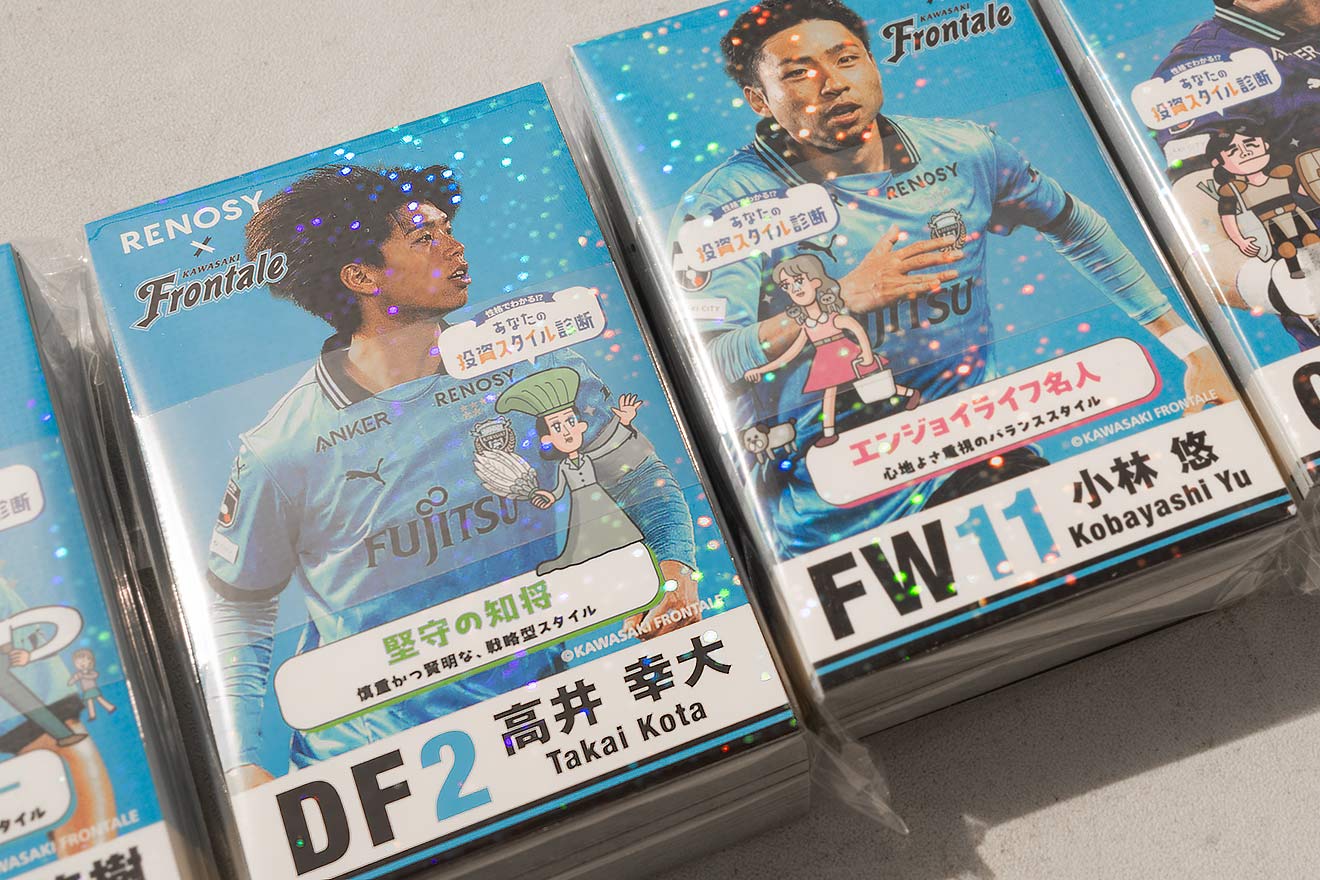 RENOSY
×
KAWASAKI
Frontale
性格でわかる!?
あなたの
投資スタイル診断
ANKER
RENOSY
FUJITSU
堅守の知将
慎重かつ賢明な、戦略型スタイル
©KAWASAKI FRONTALE
DF2
高井 幸大
Takai Kota
×
KAWASAKI
Frontale
性格でわかる!?
あなたの
投資スタイル診断
RENOSY
FUJITSU
エンジョイライフ名人
心地よさ重視のバランススタイル
©KAWASAKI FRONTALE
FW11
小林 悠
Kobayashi Yu
性格でわかる!?
あなたの
投資スタイル診断
診断
タイル
KAWASAKI FRONTALE
樹